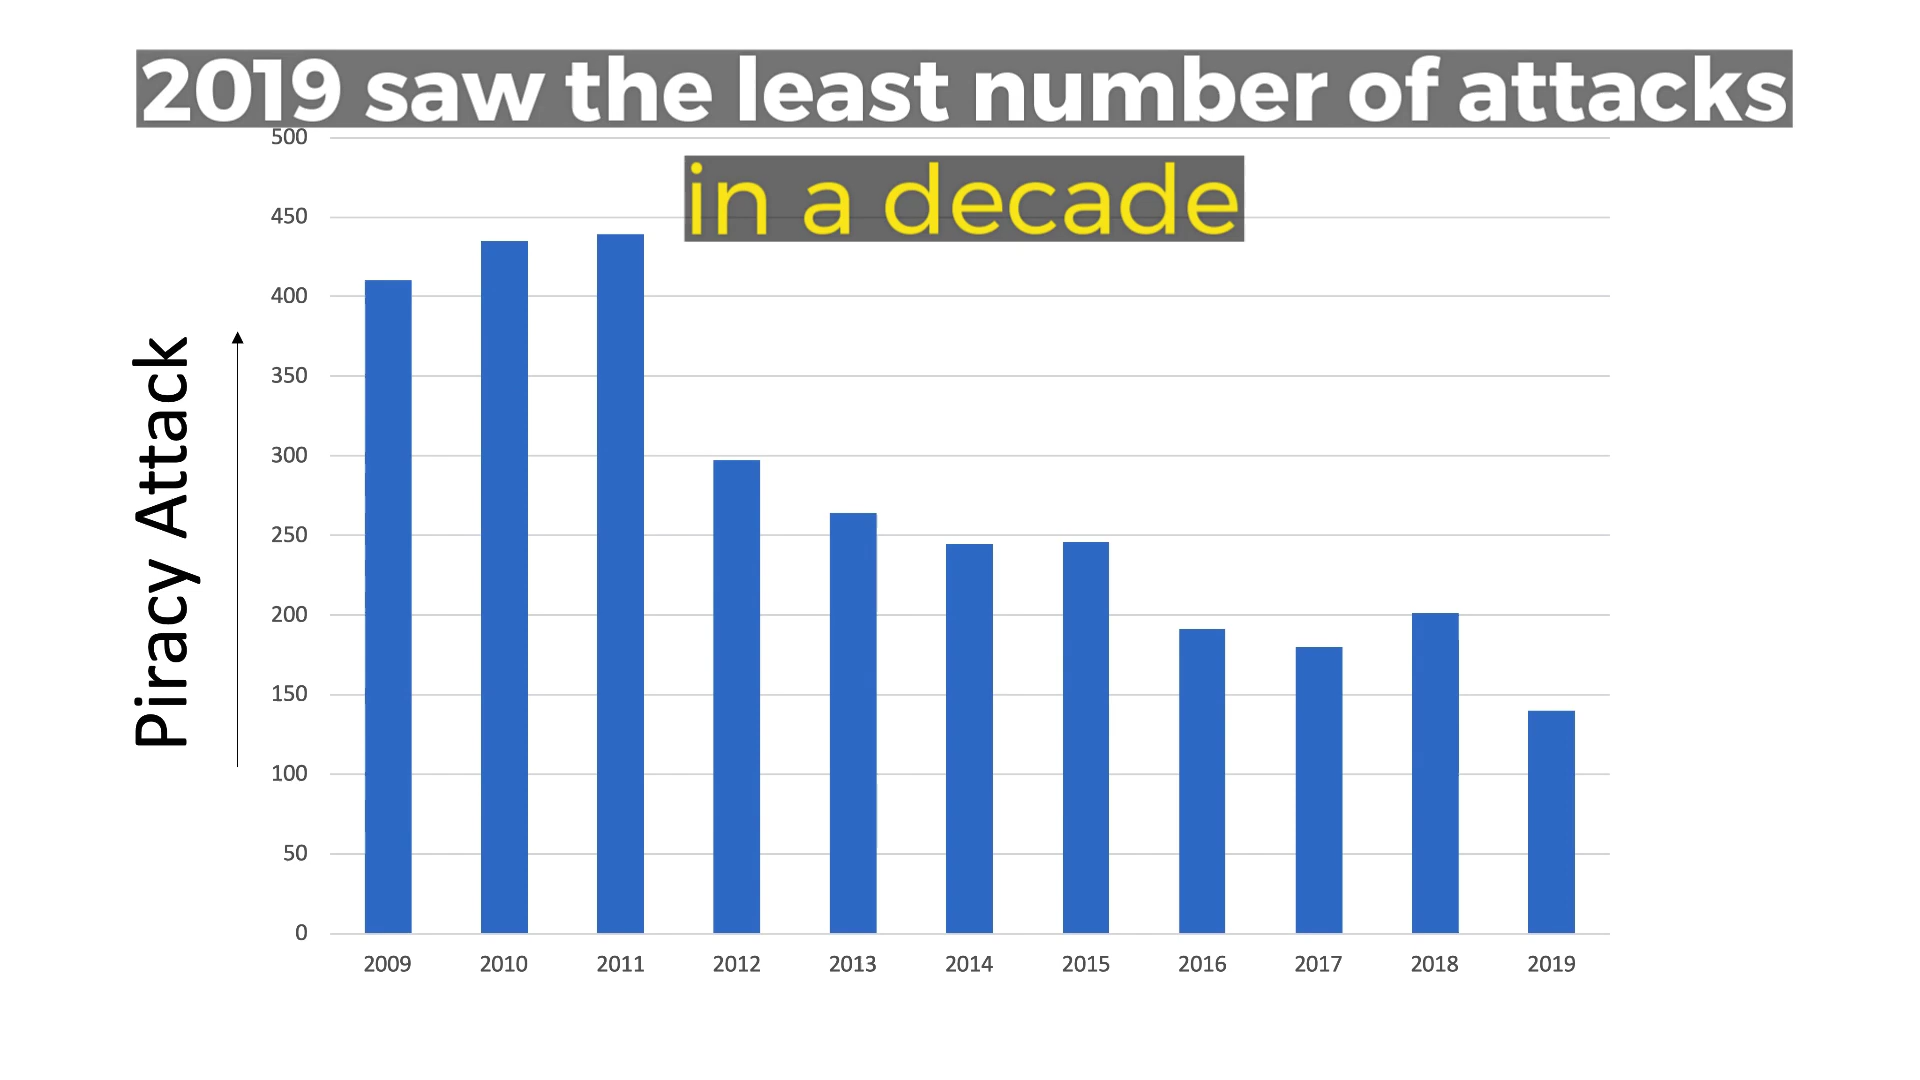 2019 saw the least number of attacks
in a decade
Piracy Attack
500
450
400
350
300
250
200
150
100
50
0
2009 2010 2011 2012 2013 2014 2015 2016 2017 2018 2019